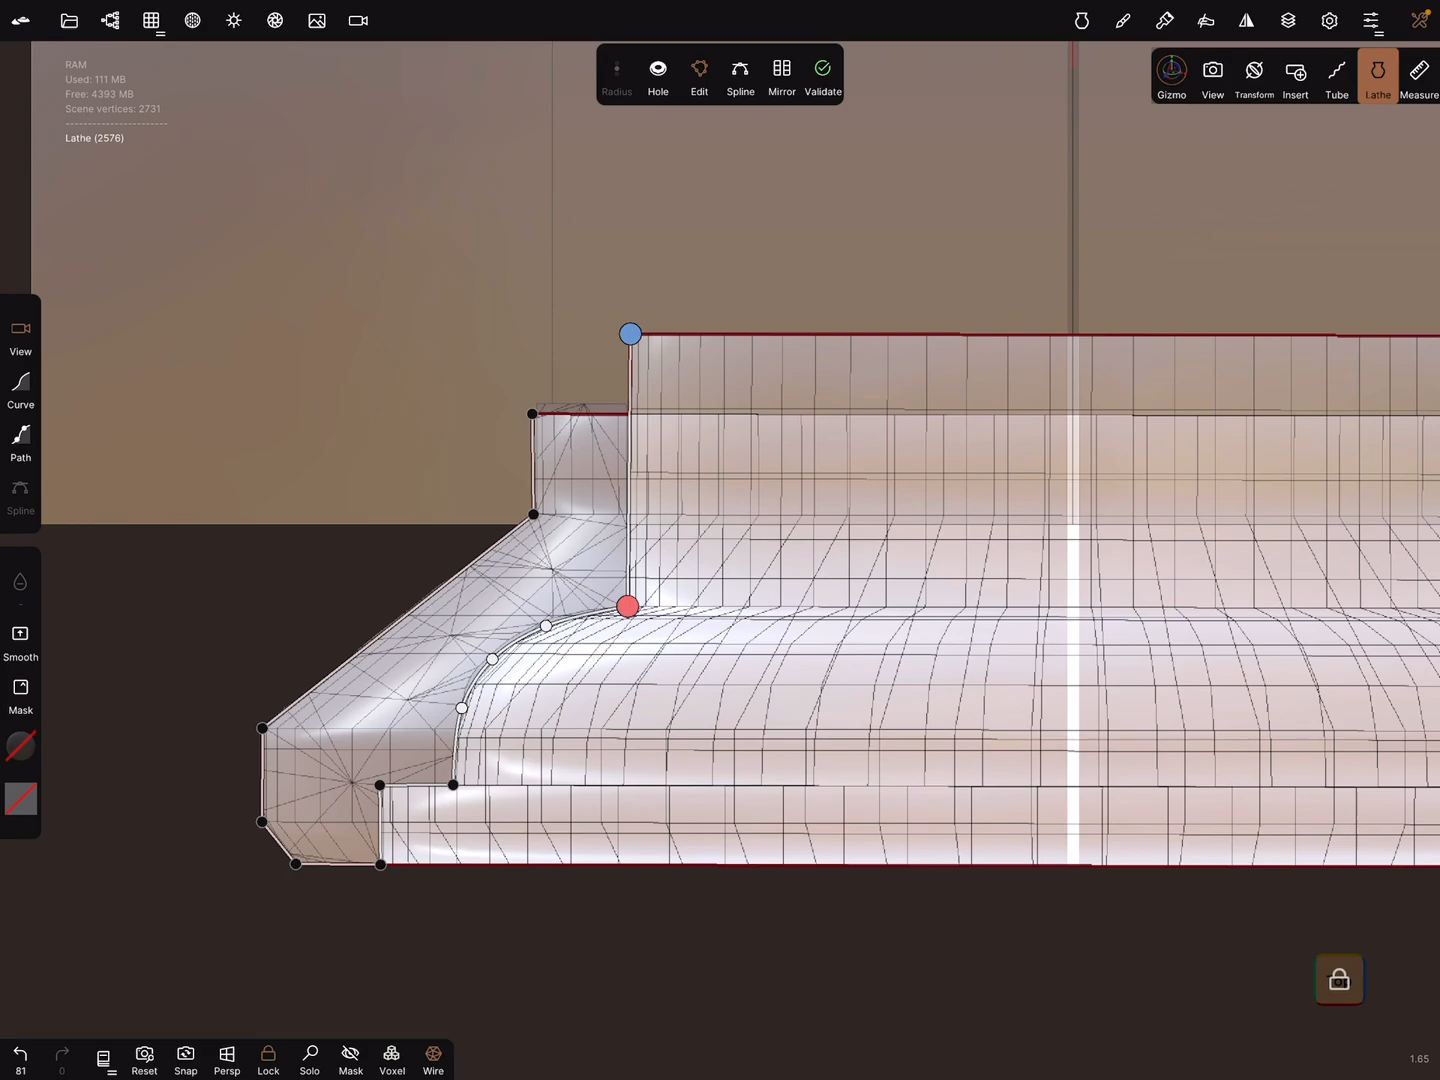 RAM
Used: 111 MB
Free: 4393 MB
Scene vertices: 2731
Lathe (2576)
Radius
Hole
Edit
Spline
Mirror
Validate
Gizmo
View
Transform
Insert
Tube
Lathe
Measure
View
Curve
Path
Spline
-
Smooth
Mask
81
0
Reset
Snap
Persp
Lock
Solo
Mask
Voxel
Wire
1.65